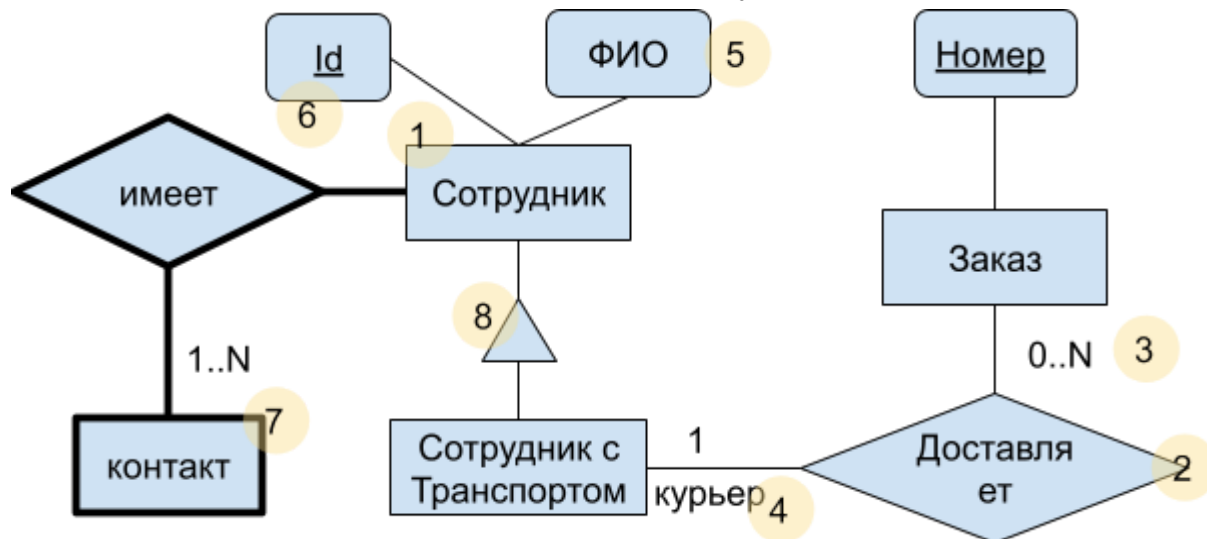 Id
ФИО
5
Номер
6
1
имеет
Сотрудник
Заказ
8
1..N
0..N
3
7
контакт
Сотрудник с
Транспортом
1
курьер
4
Доставля
ет
2